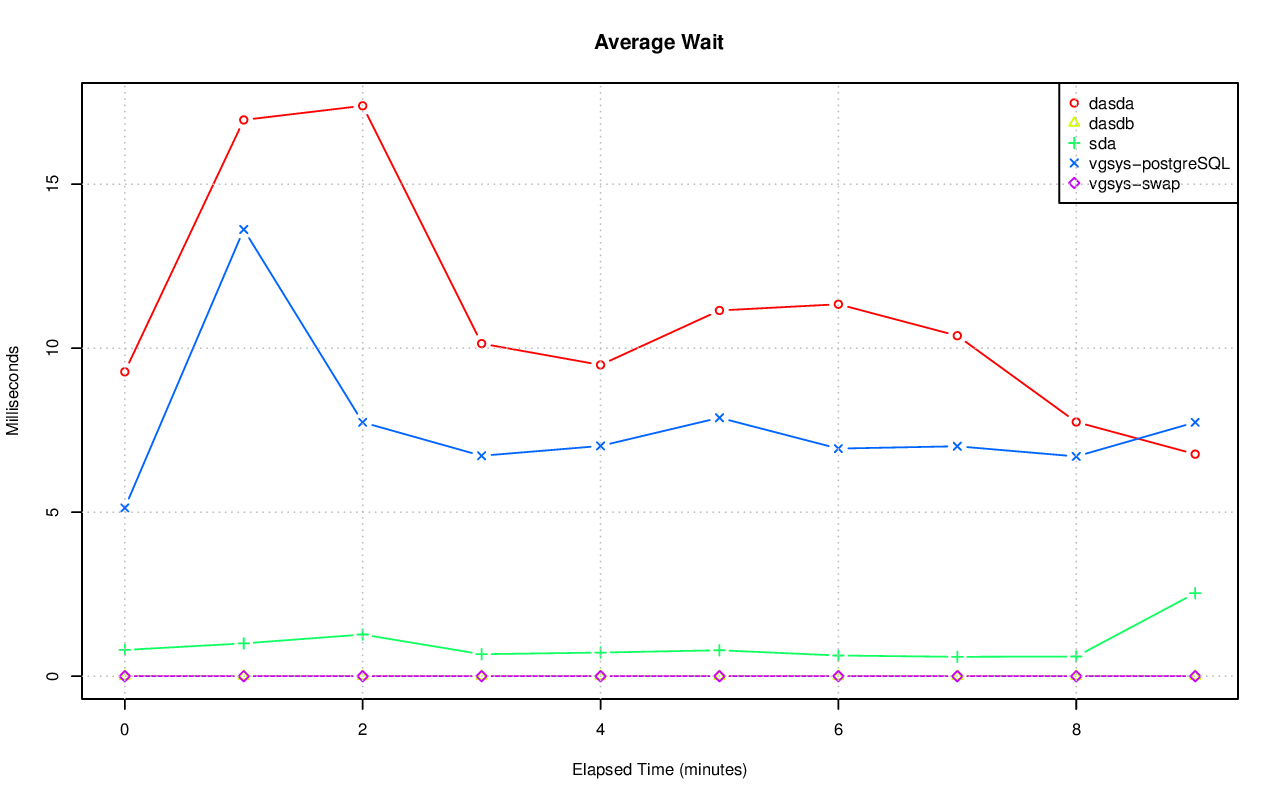 Average Wait
dasda
dasdb
sda
vgsys−postgreSQL
vgsys−swap
15
10
5
0
Milliseconds
0 2 4 6 8
Elapsed Time (minutes)